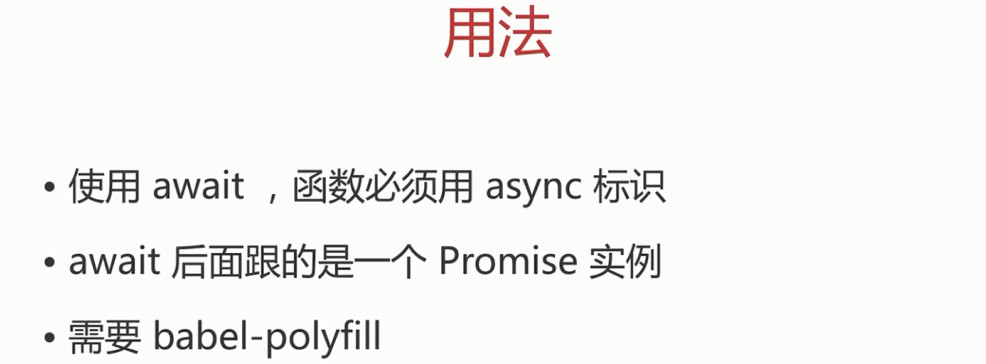 用法
• 使用 await ，函数必须用 async 标识
• await 后面跟的是一个 Promise 实例
• 需要 babel-polyfill